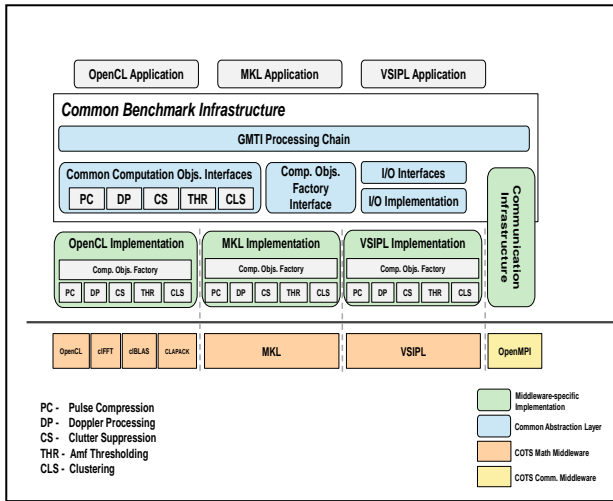 OpenCL Application
MKL Application
VSIPL Application
Common Benchmark Infrastructure
GMTI Processing Chain
Common Computation Objs. Interfaces
PC
DP
CS
THR
CLS
Comp. Objs.
Factory
Interface
I/O Interfaces
I/O Implementation
Communication
Infrastructure
OpenCL Implementation
Comp. Objs. Factory
PC
DP
CS
THR
CLS
MKL Implementation
Comp. Objs. Factory
PC
DP
CS
THR
CLS
VSIPL Implementation
Comp. Objs. Factory
PC
DP
CS
THR
CLS
OpenCL
clFFT
clBLAS
CLAPACK
MKL
VSIPL
OpenMPI
PC - Pulse Compression
DP - Doppler Processing
CS - Clutter Suppression
THR - Amf Thresholding
CLS - Clustering
Middleware-specific
Implementation
Common Abstraction Layer
COTS Math Middleware
COTS Comm. Middleware